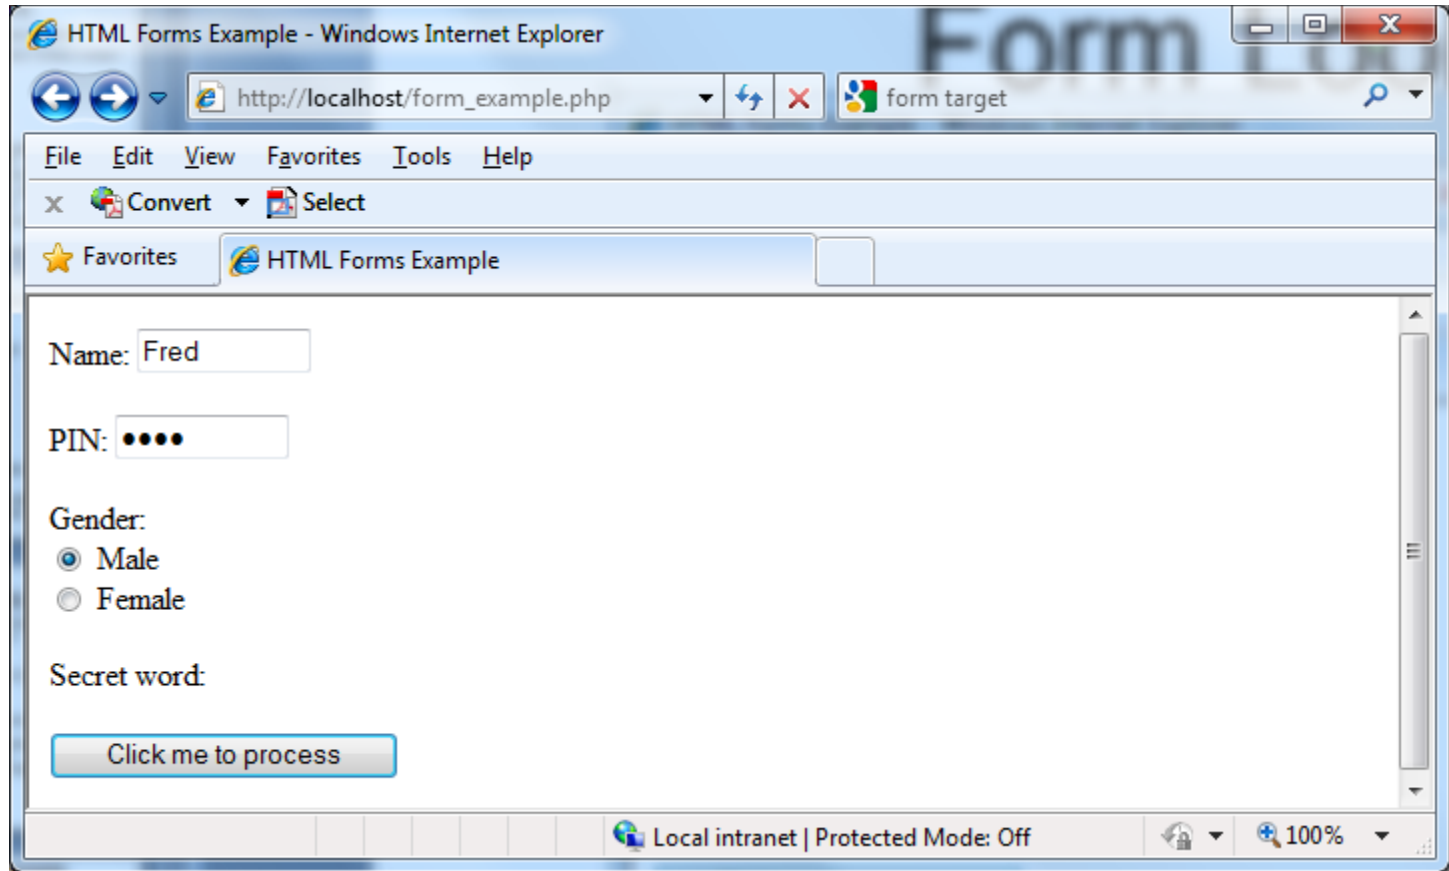 HTML Forms Example - Windows Internet Explorer
Form
http://localhost/form_example.php
form target
File Edit View Favorites Tools Help
x Convert Select
Favorites HTML Forms Example
Name: Fred
PIN: ••••
Gender:
Male
Female
Secret word:
Click me to process
Local intranet | Protected Mode: Off 100%